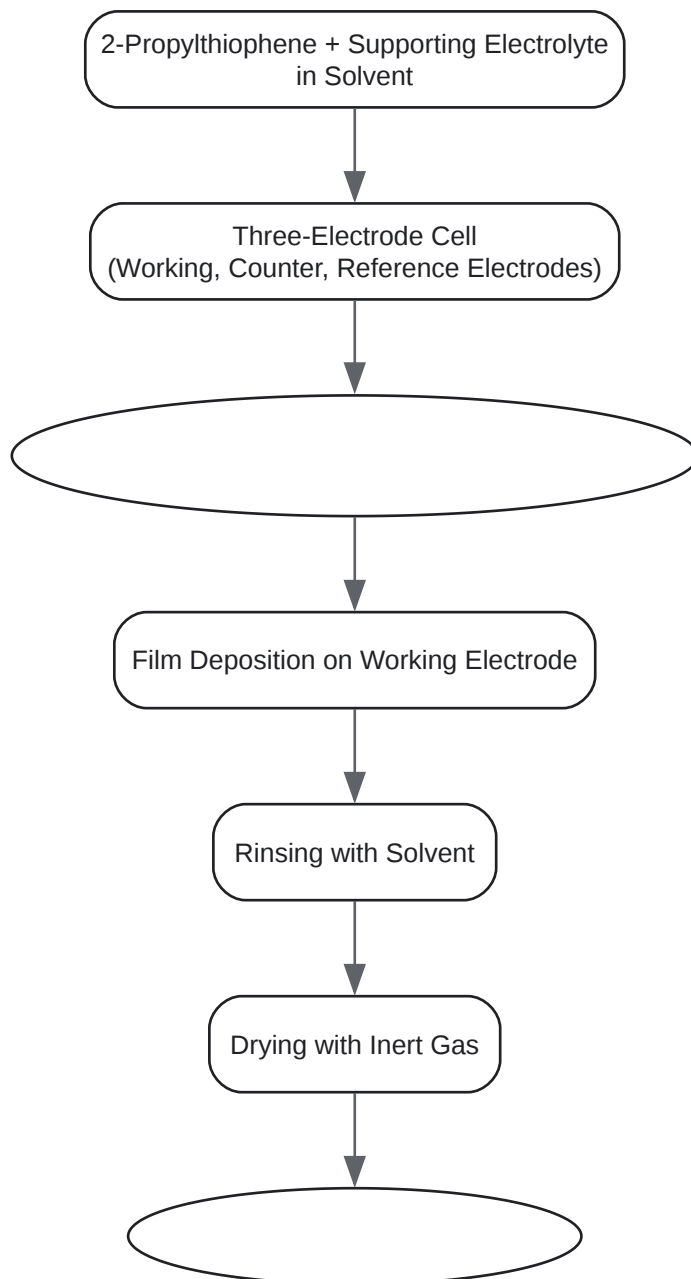 2-Propylthiophene + Supporting Electrolyte
in Solvent
Three-Electrode Cell
(Working, Counter, Reference Electrodes)
Film Deposition on Working Electrode
Rinsing with Solvent
Drying with Inert Gas